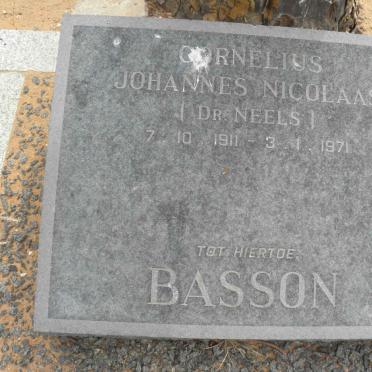 CORNELIUS
JOHANNES NICOLAAS
[DR. NEELS]
7. 10. 1911 - 3. 1. 1971
TOT HIERTOE.
BASSON